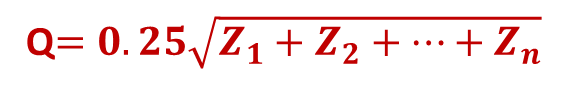 Q= 0.25√(Z₁ + Z₂ + ⋯ + Zₙ)